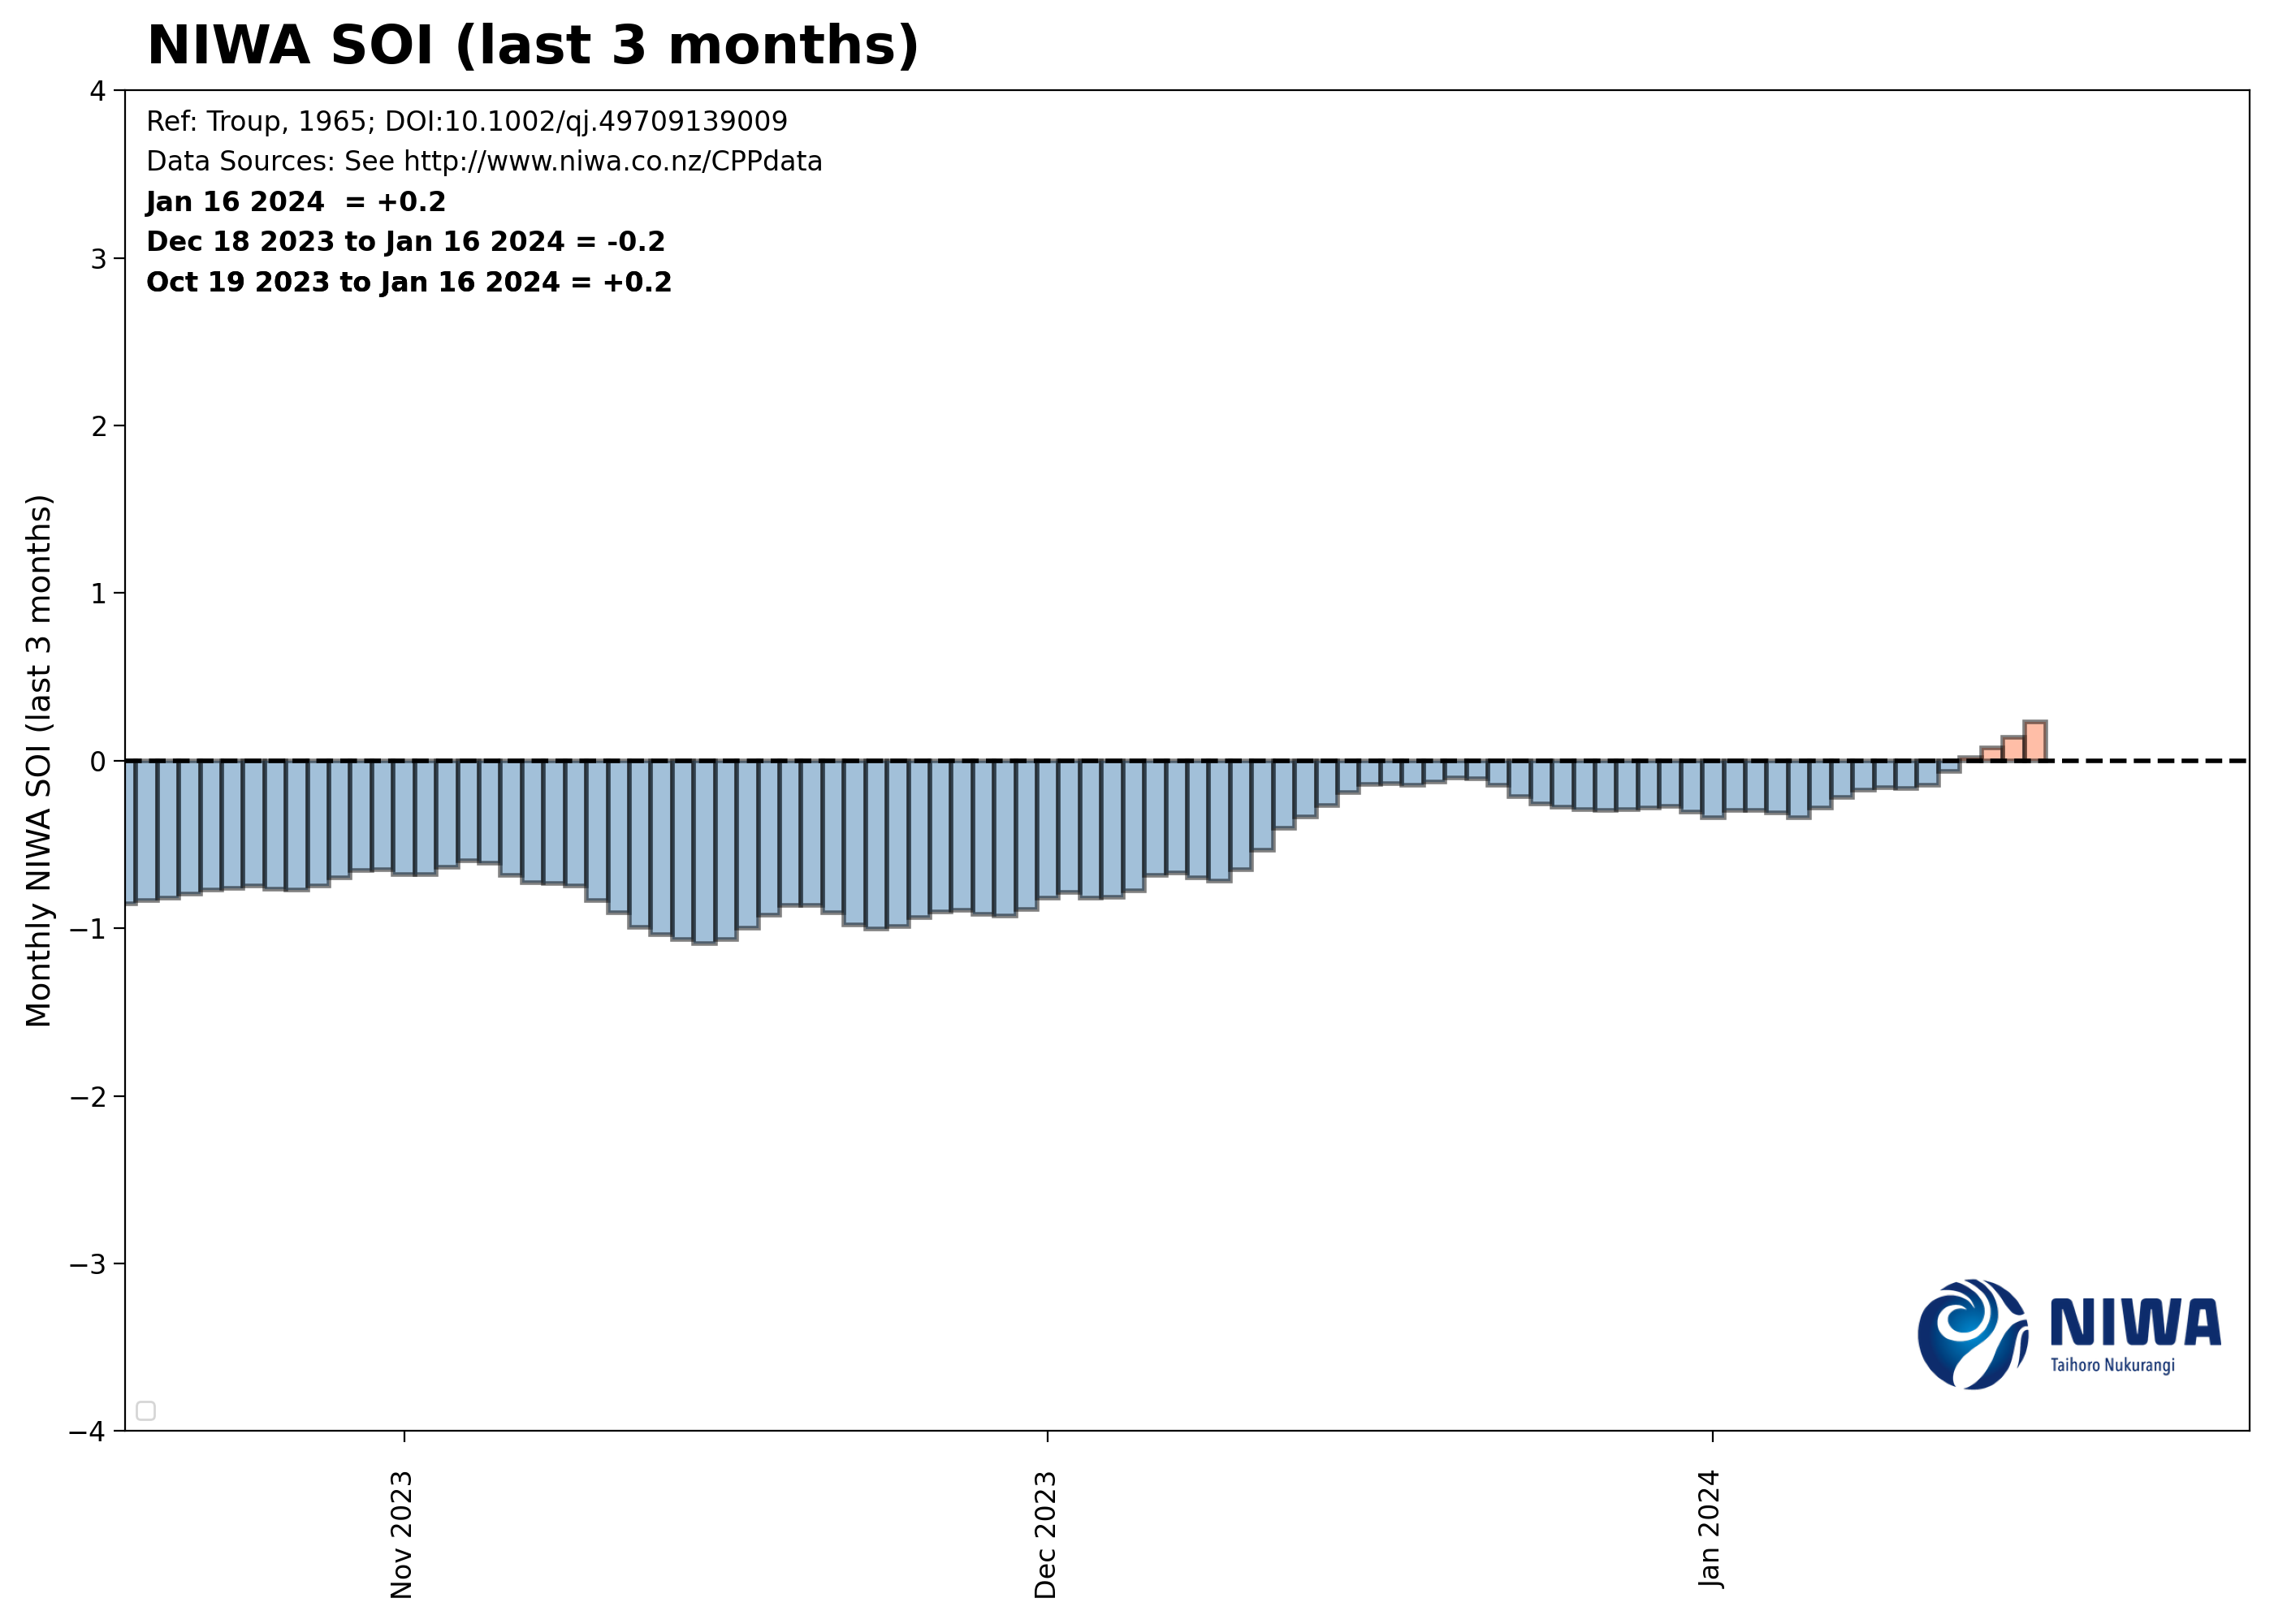 NIWA SOI (last 3 months)
Ref: Troup, 1965; DOI:10.1002/qj.49709139009
Data Sources: See http://www.niwa.co.nz/CPPdata
Jan 16 2024  = +0.2
Dec 18 2023 to Jan 16 2024 = -0.2
Oct 19 2023 to Jan 16 2024 = +0.2
Monthly NIWA SOI (last 3 months)
4
3
2
1
0
−1
−2
−3
−4
Nov 2023
Dec 2023
Jan 2024
NIWA
Taihoro Nukurangi